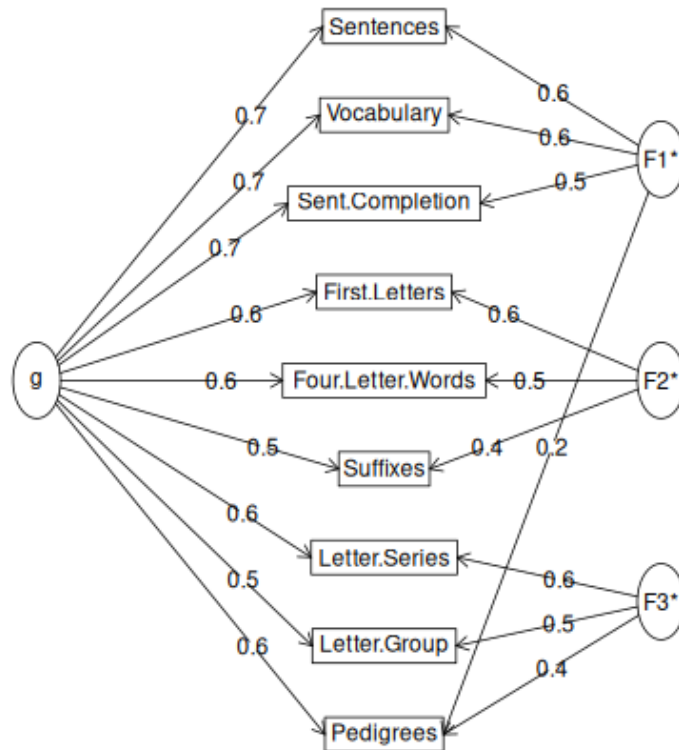 Sentences
0.6
0.7
Vocabulary
0.6
F1*
0.7
Sent.Completion
0.5
0.7
First.Letters
0.6
0.6
g
0.6
Four.Letter.Words
0.5
F2*
0.5
Suffixes
0.4
0.2
0.6
Letter.Series
0.6
F3*
0.5
Letter.Group
0.5
0.6
0.4
Pedigrees